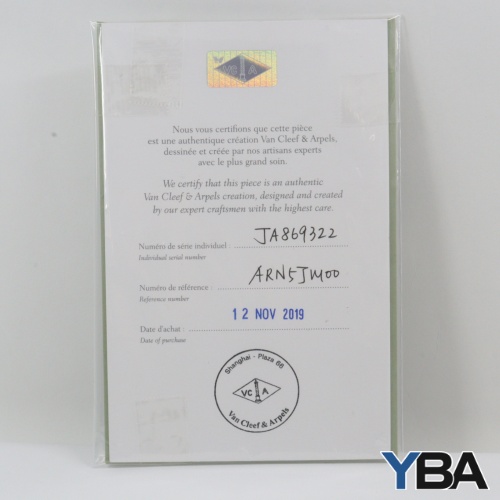 VCA
Nous vous certifions que cette pièce
est une authentique création Van Cleef & Arpels,
dessinée et créée par nos artisans experts
avec le plus grand soin.
We certify that this piece is an authentic
Van Cleef & Arpels creation, designed and created
by our expert craftsmen with the highest care.
Numéro de série individuel : JA869322
Individual serial number
Numéro de référence : ARN5JM00
Reference number
12 NOV 2019
Date d'achat :
Date of purchase
Shanghai - Plaza 66
VC A
Van Cleef & Arpels
YBA